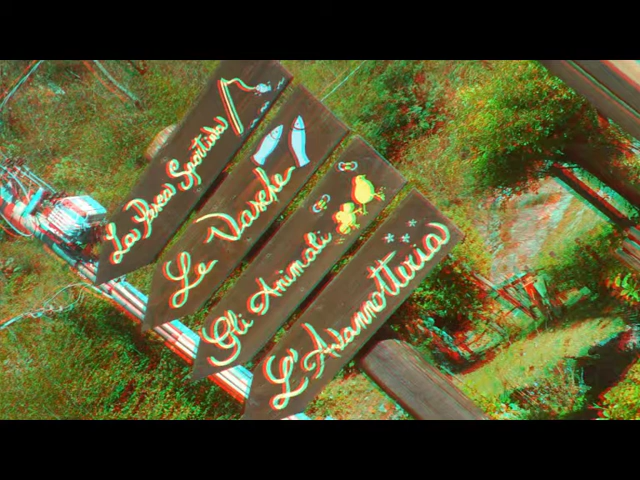 La Pesca Sportiva
Le Vasche
Gli Animali
L'Avannotteria